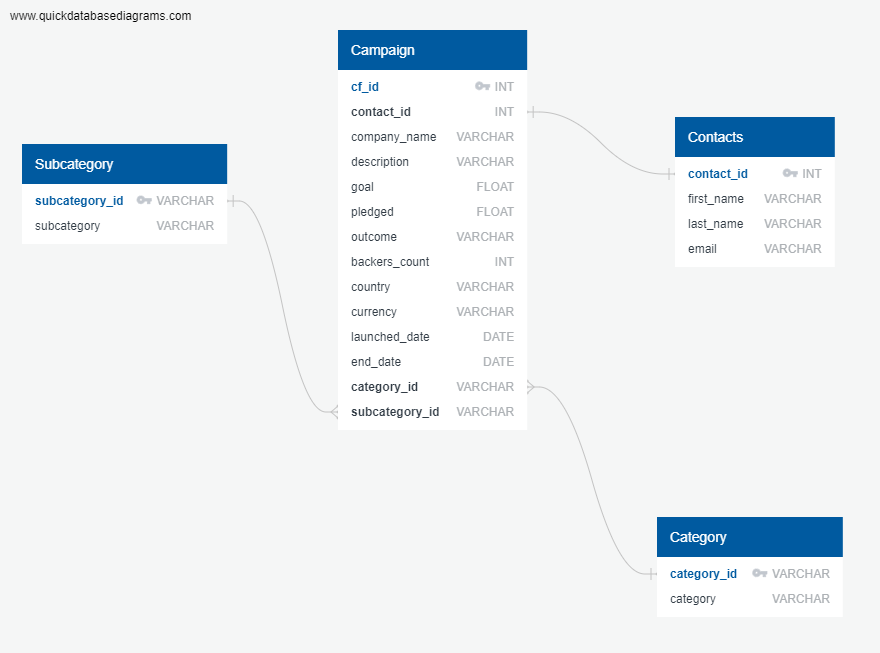 www.quickdatabasediagrams.com
Campaign
cf_id INT
contact_id INT
company_name VARCHAR
description VARCHAR
goal FLOAT
pledged FLOAT
outcome VARCHAR
backers_count INT
country VARCHAR
currency VARCHAR
launched_date DATE
end_date DATE
category_id VARCHAR
subcategory_id VARCHAR
Subcategory
subcategory_id VARCHAR
subcategory VARCHAR
Contacts
contact_id INT
first_name VARCHAR
last_name VARCHAR
email VARCHAR
Category
category_id VARCHAR
category VARCHAR